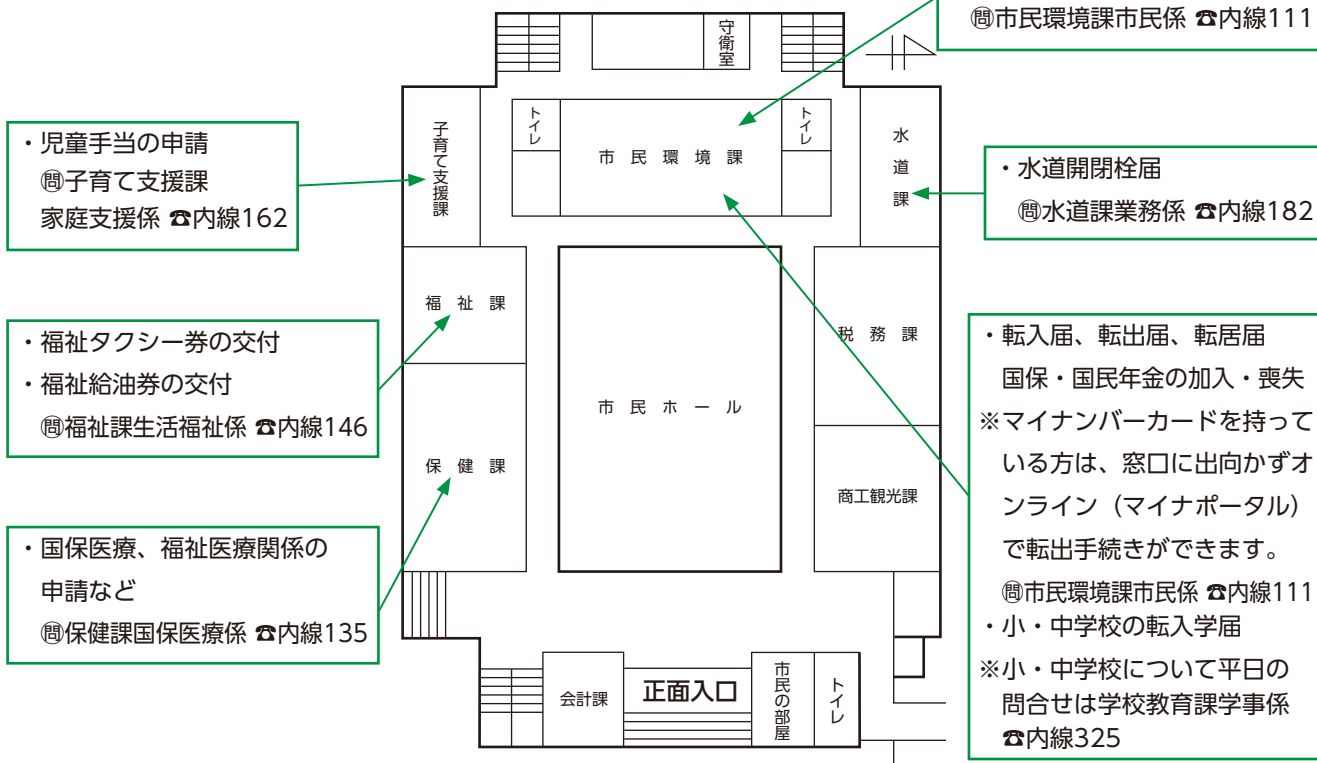 ㉄市民環境課市民係 ☎内線111
守衛室
子育て支援課
トイレ
市民環境課
トイレ
水道課
・児童手当の申請
㉄子育て支援課
家庭支援係 ☎内線162
・水道開閉栓届
㉄水道課業務係 ☎内線182
福祉課
税務課
・福祉タクシー券の交付
・福祉給油券の交付
㉄福祉課生活福祉係 ☎内線146
市民ホール
保健課
商工観光課
・国保医療、福祉医療関係の
申請など
㉄保健課国保医療係 ☎内線135
・転入届、転出届、転居届
国保・国民年金の加入・喪失
※マイナンバーカードを持って
いる方は、窓口に出向かずオ
ンライン（マイナポータル）
で転出手続きができます。
㉄市民環境課市民係 ☎内線111
・小・中学校の転入学届
※小・中学校について平日の
問合せは学校教育課学事係
☎内線325
会計課
正面入口
市民の部屋
トイレ